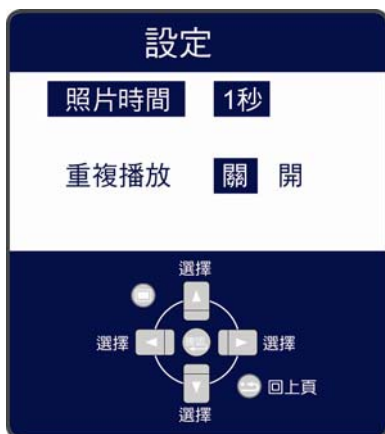 設定
照片時間 1秒
重複播放 關 開
選擇
選擇 選擇
回上頁
選擇